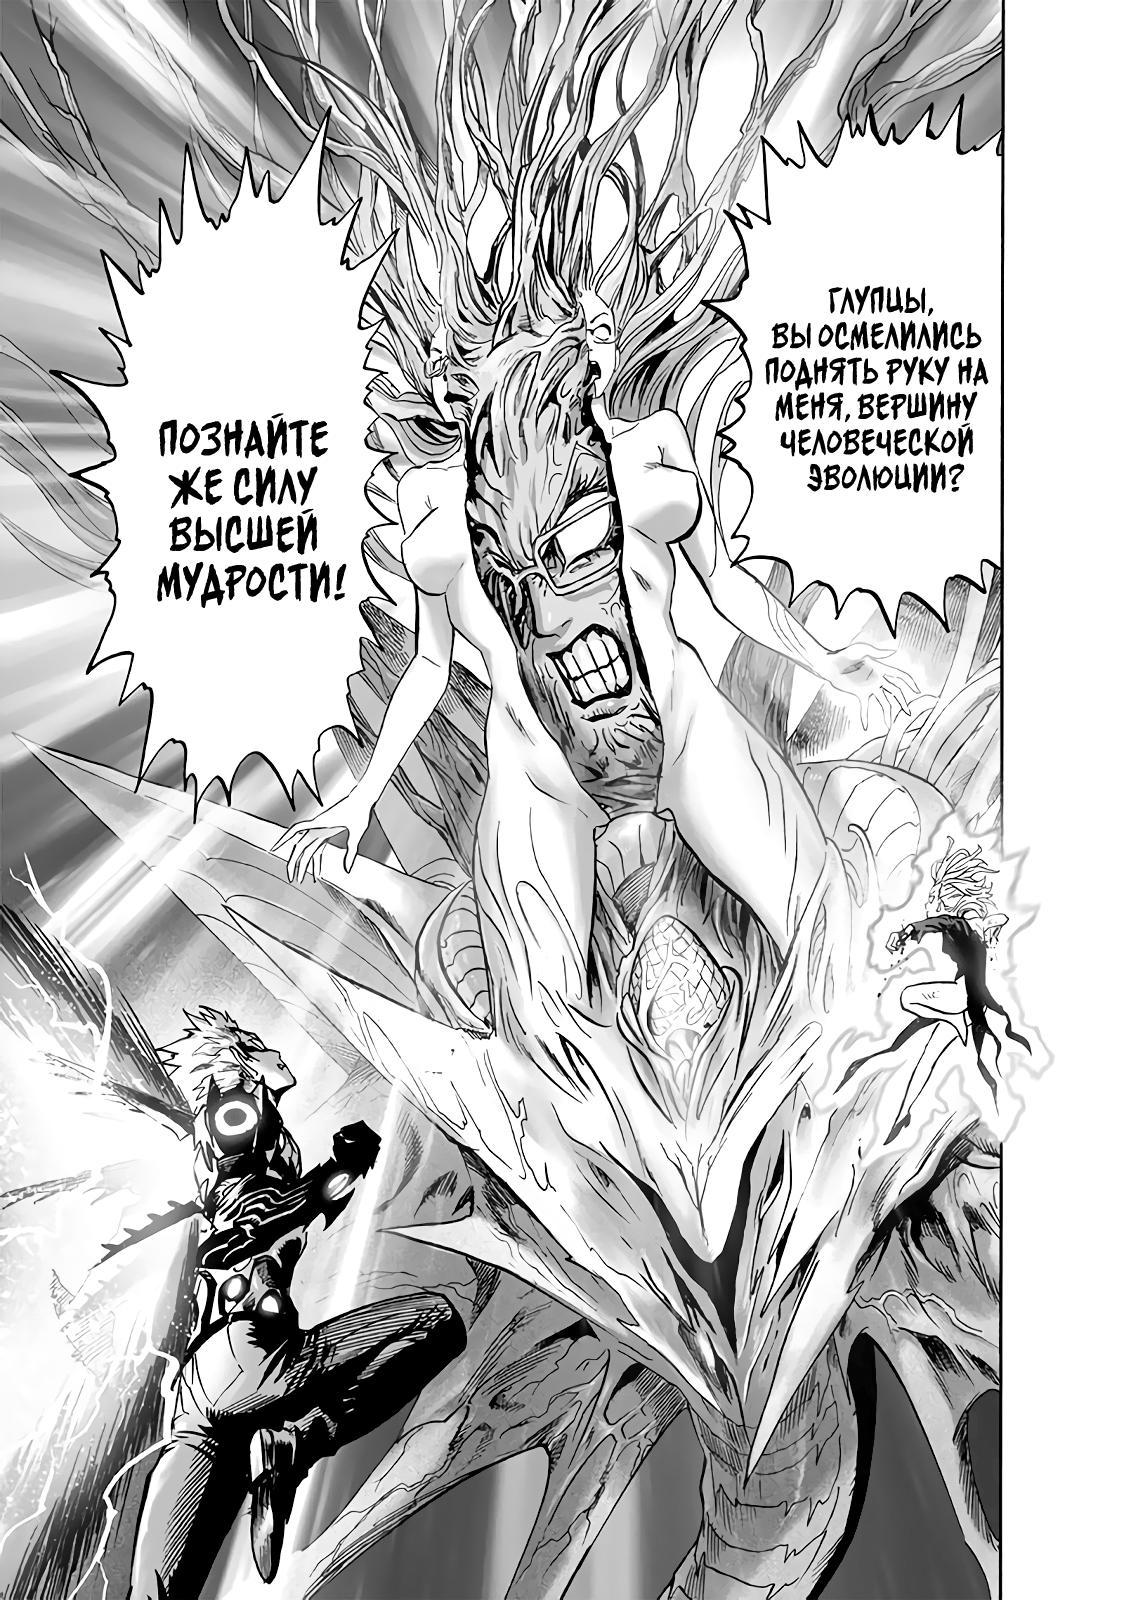 ГЛУПЦЫ,
ВЫ ОСМЕЛИЛИСЬ
ПОДНЯТЬ РУКУ НА
МЕНЯ, ВЕРШИНУ
ЧЕЛОВЕЧЕСКОЙ
ЭВОЛЮЦИИ?
ПОЗНАЙТЕ
ЖЕ СИЛУ
ВЫСШЕЙ
МУДРОСТИ!